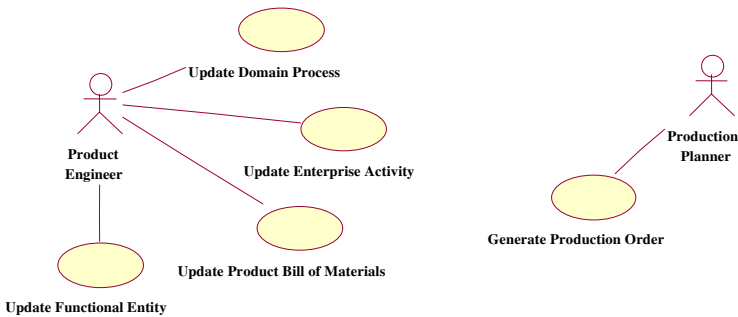 Update Domain Process
Product
Engineer
Update Enterprise Activity
Update Product Bill of Materials
Update Functional Entity
Production
Planner
Generate Production Order